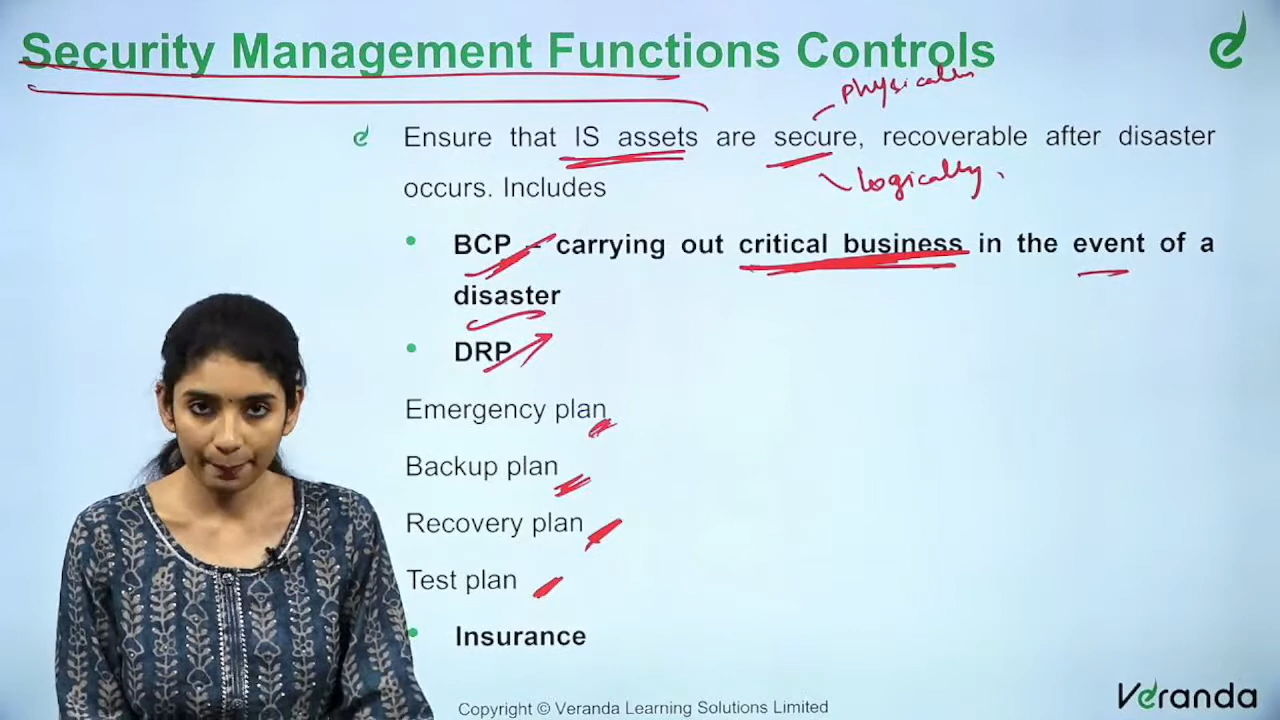 Security Management Functions Controls
physically
Ensure that IS assets are secure, recoverable after disaster
logically
occurs. Includes
• BCP – carrying out critical business in the event of a
disaster
• DRP
Emergency plan
Backup plan
Recovery plan
Test plan
• Insurance
Copyright © Veranda Learning Solutions Limited
Veranda